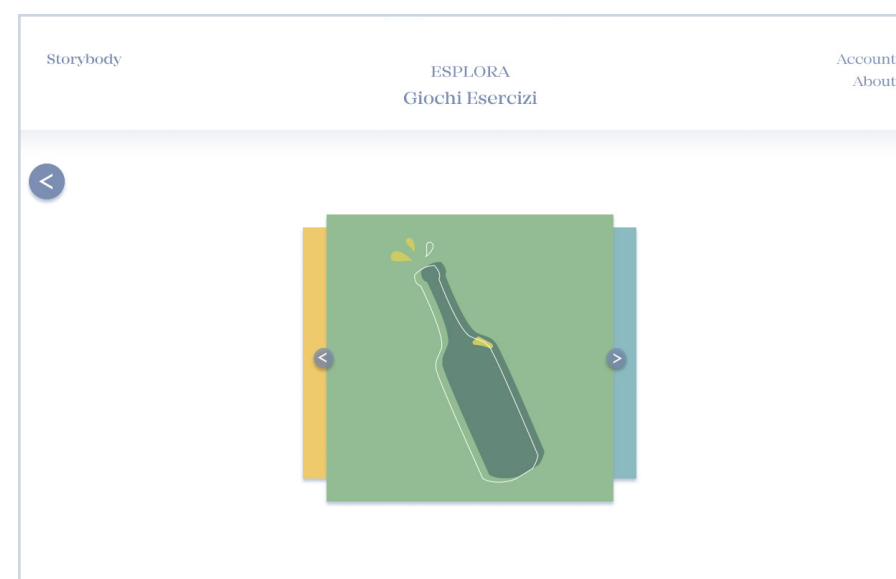 Storybody
ESPLORA
Giochi Esercizi
Account
About
<
<
>